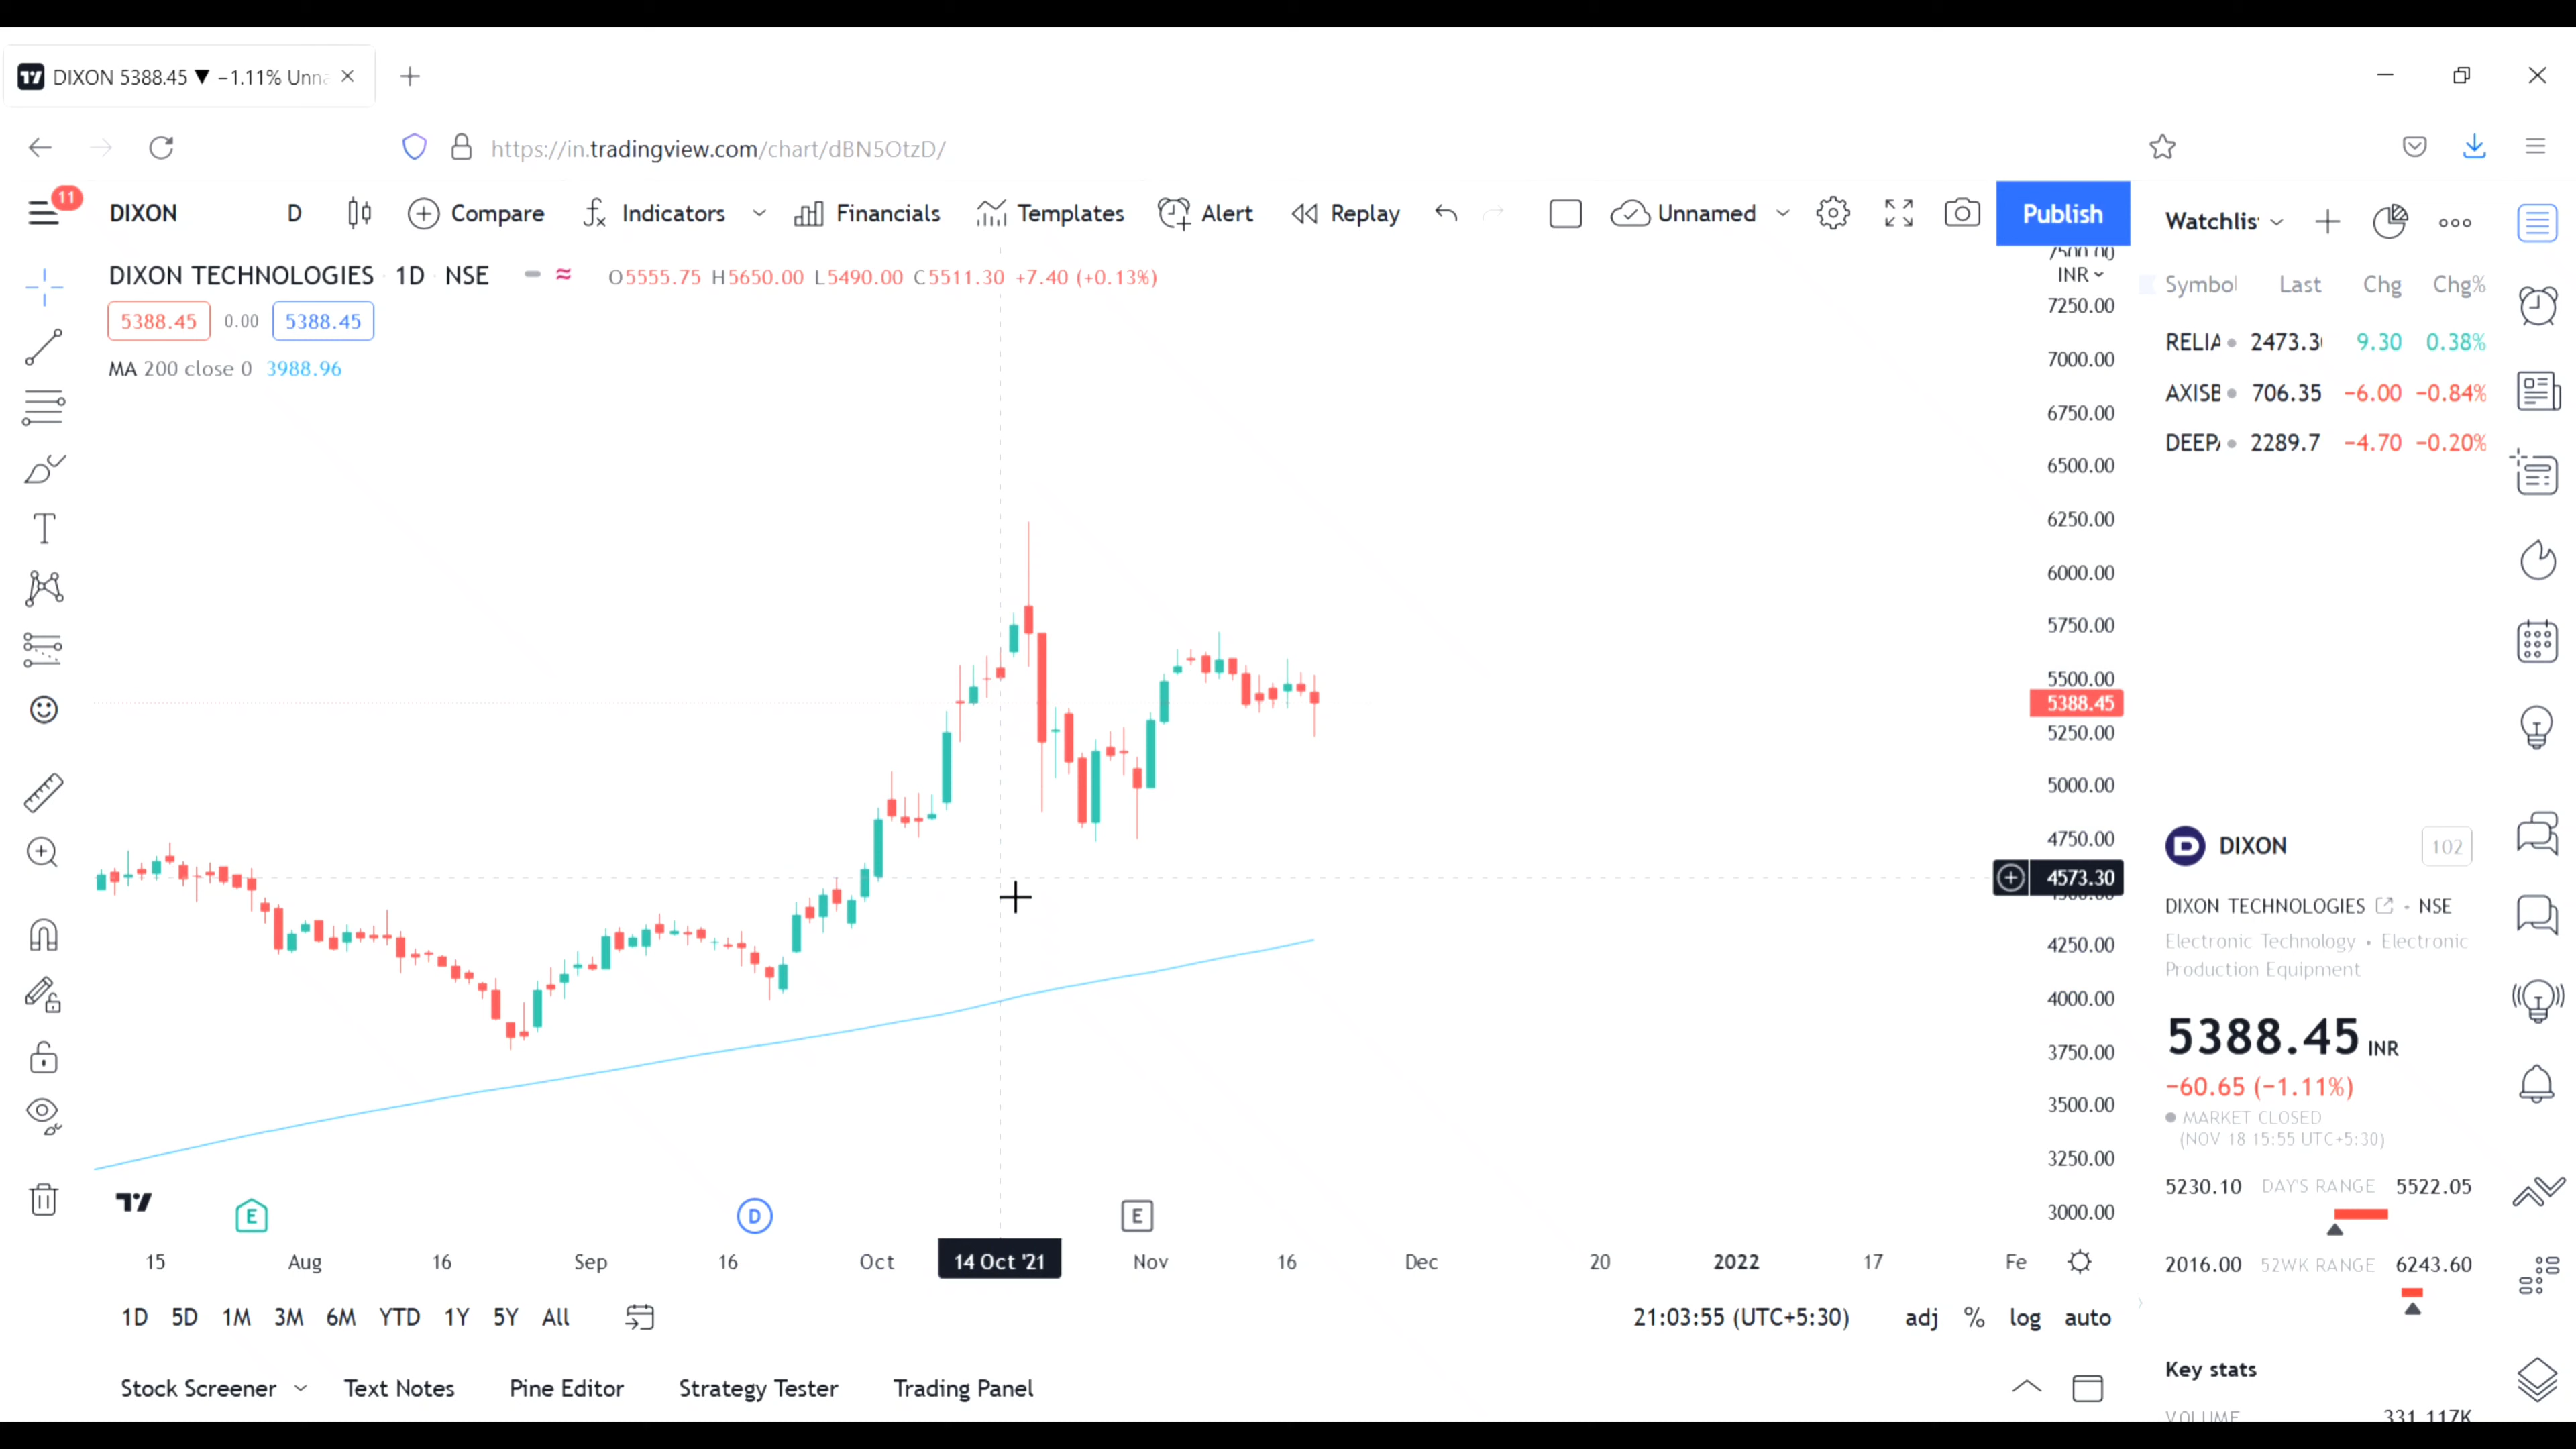 DIXON 5388.45 ▼ −1.11% Unna
https://in.tradingview.com/chart/dBN5OtzD/
11
DIXON D Compare Indicators Financials Templates Alert Replay Unnamed Publish
Watchlis
DIXON TECHNOLOGIES 1D NSE O5555.75 H5650.00 L5490.00 C5511.30 +7.40 (+0.13%)
5388.45 0.00 5388.45
MA 200 close 0 3988.96
INR
7250.00
7000.00
6750.00
6500.00
6250.00
6000.00
5750.00
5500.00
5388.45
5250.00
5000.00
4750.00
4573.30
4250.00
4000.00
3750.00
3500.00
3250.00
3000.00
Symbol Last Chg Chg%
RELIA 2473.3 9.30 0.38%
AXISB 706.35 −6.00 −0.84%
DEEPA 2289.7 −4.70 −0.20%
DIXON 102
DIXON TECHNOLOGIES - NSE
Electronic Technology • Electronic
Production Equipment
5388.45 INR
−60.65 (−1.11%)
MARKET CLOSED
(NOV 18 15:55 UTC+5:30)
5230.10 DAY'S RANGE 5522.05
2016.00 52WK RANGE 6243.60
Key stats
VOLUME 331.117K
E D E
15 Aug 16 Sep 16 Oct 14 Oct '21 Nov 16 Dec 20 2022 17 Fe
1D 5D 1M 3M 6M YTD 1Y 5Y All 21:03:55 (UTC+5:30) adj % log auto
Stock Screener Text Notes Pine Editor Strategy Tester Trading Panel